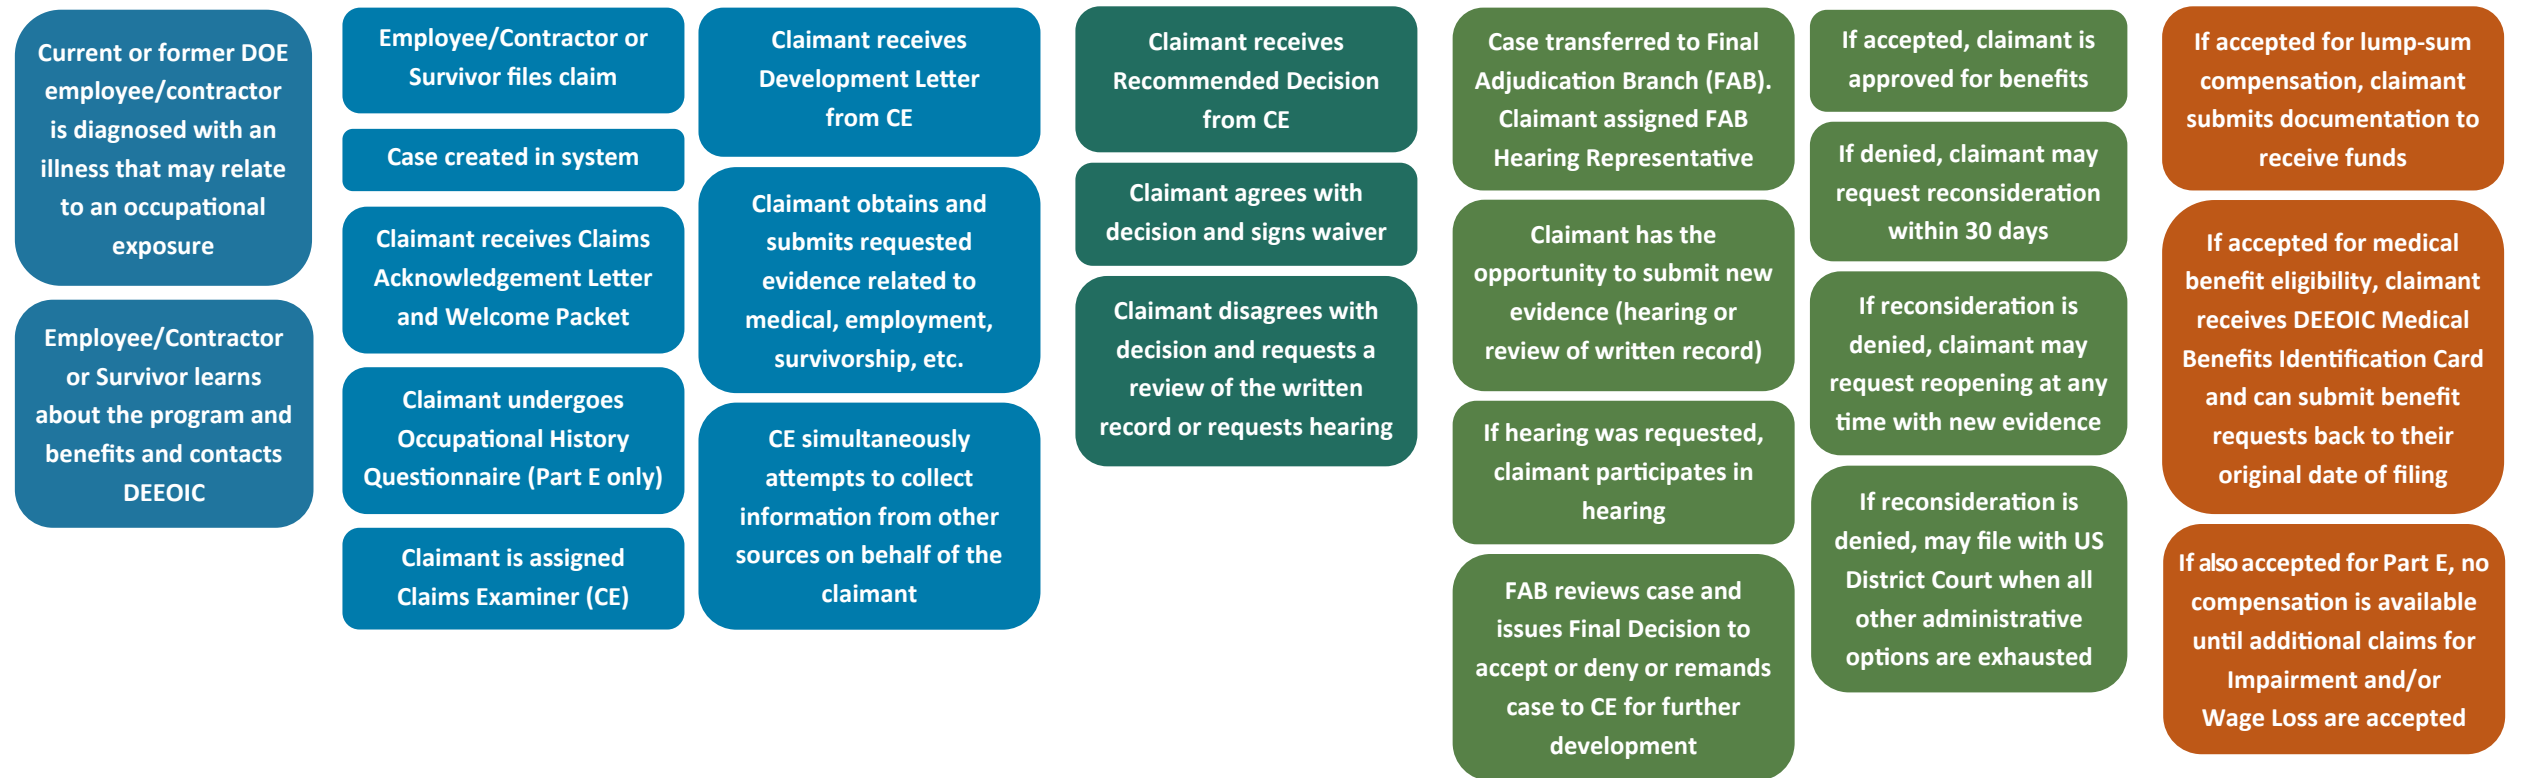 Current or former DOE
employee/contractor
is diagnosed with an
illness that may relate
to an occupational
exposure
Employee/Contractor
or Survivor learns
about the program and
benefits and contacts
DEEOIC
Employee/Contractor or
Survivor files claim
Case created in system
Claimant receives Claims
Acknowledgement Letter
and Welcome Packet
Claimant undergoes
Occupational History
Questionnaire (Part E only)
Claimant is assigned
Claims Examiner (CE)
Claimant receives
Development Letter
from CE
Claimant obtains and
submits requested
evidence related to
medical, employment,
survivorship, etc.
CE simultaneously
attempts to collect
information from other
sources on behalf of the
claimant
Claimant receives
Recommended Decision
from CE
Claimant agrees with
decision and signs waiver
Claimant disagrees with
decision and requests a
review of the written
record or requests hearing
Case transferred to Final
Adjudication Branch (FAB).
Claimant assigned FAB
Hearing Representative
Claimant has the
opportunity to submit new
evidence (hearing or
review of written record)
If hearing was requested,
claimant participates in
hearing
FAB reviews case and
issues Final Decision to
accept or deny or remands
case to CE for further
development
If accepted, claimant is
approved for benefits
If denied, claimant may
request reconsideration
within 30 days
If reconsideration is
denied, claimant may
request reopening at any
time with new evidence
If reconsideration is
denied, may file with US
District Court when all
other administrative
options are exhausted
If accepted for lump-sum
compensation, claimant
submits documentation to
receive funds
If accepted for medical
benefit eligibility, claimant
receives DEEOIC Medical
Benefits Identification Card
and can submit benefit
requests back to their
original date of filing
If also accepted for Part E, no
compensation is available
until additional claims for
Impairment and/or
Wage Loss are accepted